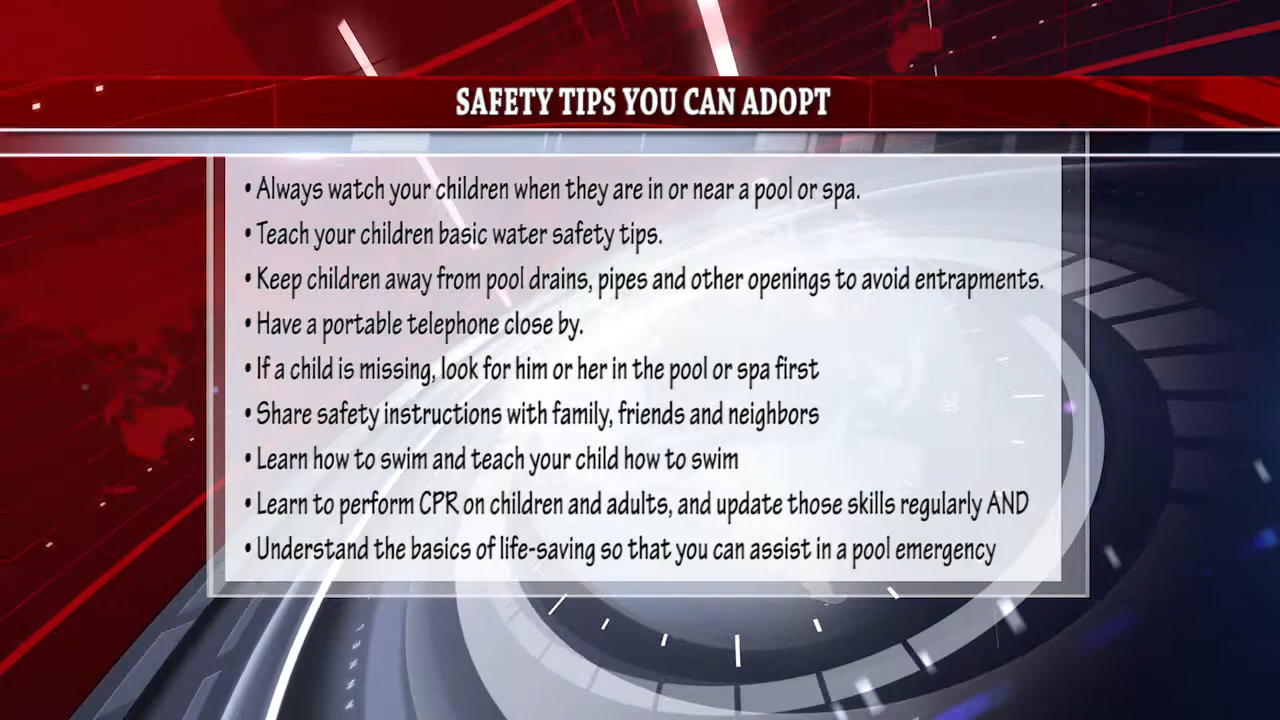 SAFETY TIPS YOU CAN ADOPT
• Always watch your children when they are in or near a pool or spa.
• Teach your children basic water safety tips.
• Keep children away from pool drains, pipes and other openings to avoid entrapments.
• Have a portable telephone close by.
• If a child is missing, look for him or her in the pool or spa first
• Share safety instructions with family, friends and neighbors
• Learn how to swim and teach your child how to swim
• Learn to perform CPR on children and adults, and update those skills regularly AND
• Understand the basics of life-saving so that you can assist in a pool emergency